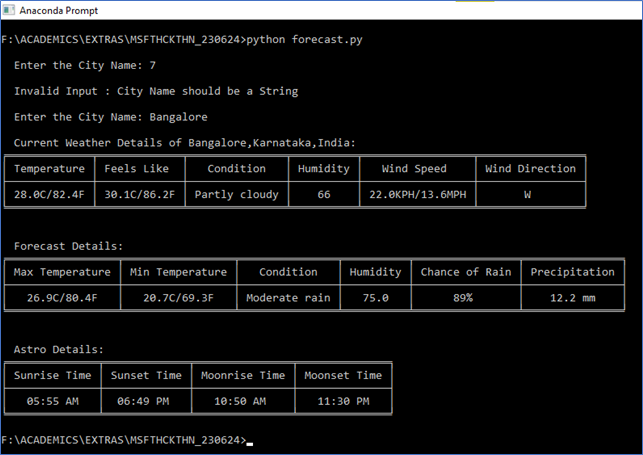 Anaconda Prompt
F:\ACADEMICS\EXTRAS\MSFTHCKTHN_230624>python forecast.py
Enter the City Name: 7
Invalid Input : City Name should be a String
Enter the City Name: Bangalore
Current Weather Details of Bangalore,Karnataka,India:
Temperature Feels Like Condition Humidity Wind Speed Wind Direction
28.0C/82.4F 30.1C/86.2F Partly cloudy 66 22.0KPH/13.6MPH W
Forecast Details:
Max Temperature Min Temperature Condition Humidity Chance of Rain Precipitation
26.9C/80.4F 20.7C/69.3F Moderate rain 75.0 89% 12.2 mm
Astro Details:
Sunrise Time Sunset Time Moonrise Time Moonset Time
05:55 AM 06:49 PM 10:50 AM 11:30 PM
F:\ACADEMICS\EXTRAS\MSFTHCKTHN_230624>